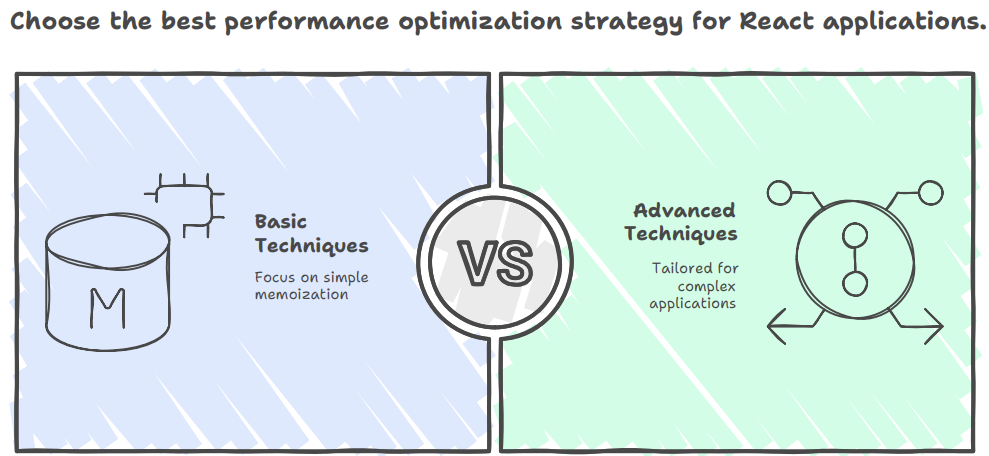 Choose the best performance optimization strategy for React applications.
M
Basic
Techniques
Focus on simple
memoization
VS
Advanced
Techniques
Tailored for
complex
applications